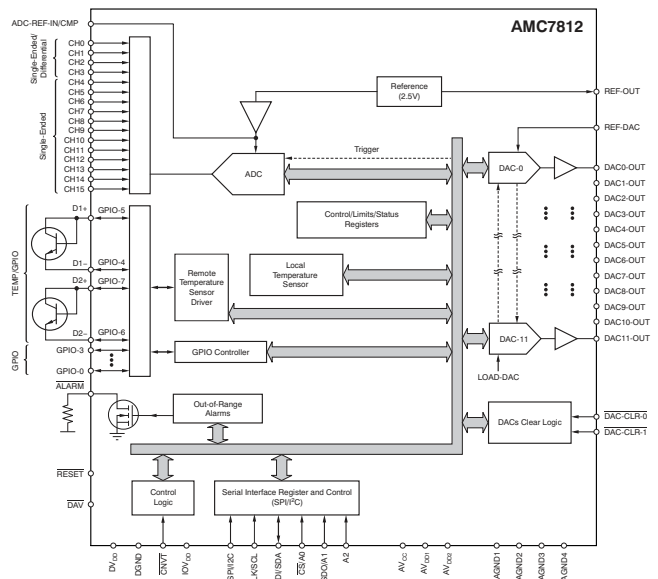 AMC7812
ADC-REF-IN/CMP
Single-Ended/
Differential
CH0
CH1
CH2
CH3
Single-Ended
CH4
CH5
CH6
CH7
CH8
CH9
CH10
CH11
CH12
CH13
CH14
CH15
Reference
(2.5V)
REF-OUT
REF-DAC
Trigger
ADC
DAC-0
DAC0-OUT
DAC1-OUT
DAC2-OUT
DAC3-OUT
DAC4-OUT
DAC5-OUT
DAC6-OUT
DAC7-OUT
DAC8-OUT
DAC9-OUT
DAC10-OUT
DAC11-OUT
Control/Limits/Status
Registers
TEMP/GPIO
D1+
GPIO-5
D1−
GPIO-4
D2+
GPIO-7
D2−
GPIO-6
Remote
Temperature
Sensor
Driver
Local
Temperature
Sensor
DAC-11
LOAD-DAC
GPIO
GPIO-3
GPIO-0
GPIO Controller
ALARM
Out-of-Range
Alarms
DACs Clear Logic
DAC-CLR-0
DAC-CLR-1
RESET
DAV
Control
Logic
Serial Interface Register and Control
(SPI/I²C)
DVDD
DGND
CNVT
IOVDD
SPI/I2C
LK/SCL
DI/SDA
CS/A0
SDO/A1
A2
AVCC
AVDD1
AVDD2
AGND1
AGND2
AGND3
AGND4